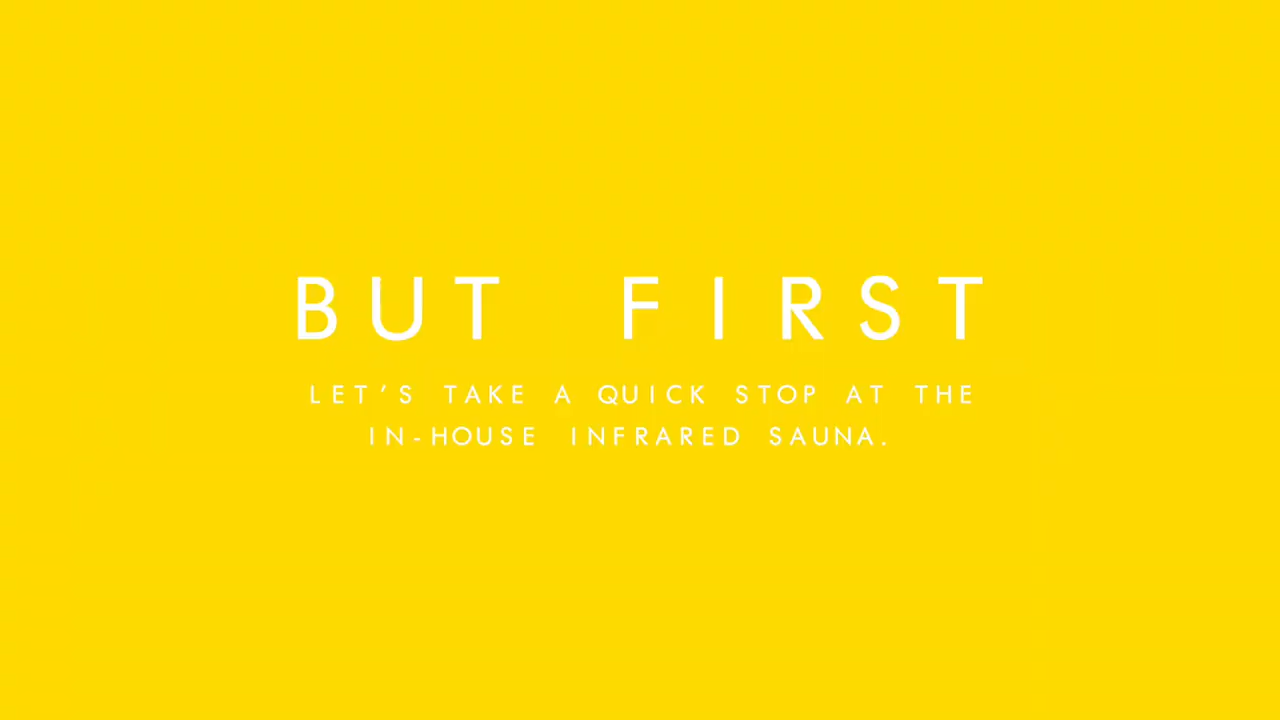 BUT FIRST
LET'S TAKE A QUICK STOP AT THE
IN-HOUSE INFRARED SAUNA.